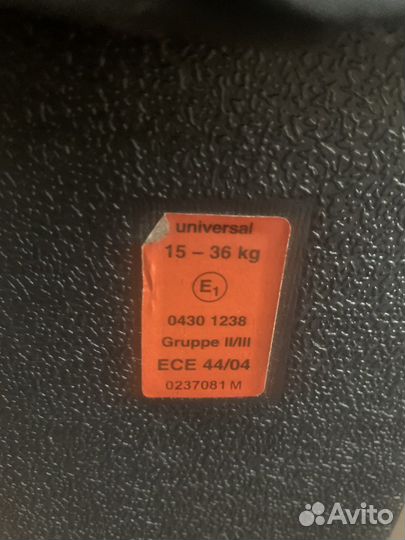 universal
15 – 36 kg
E1
0430 1238
Gruppe II/III
ECE 44/04
0237081 M
Avito